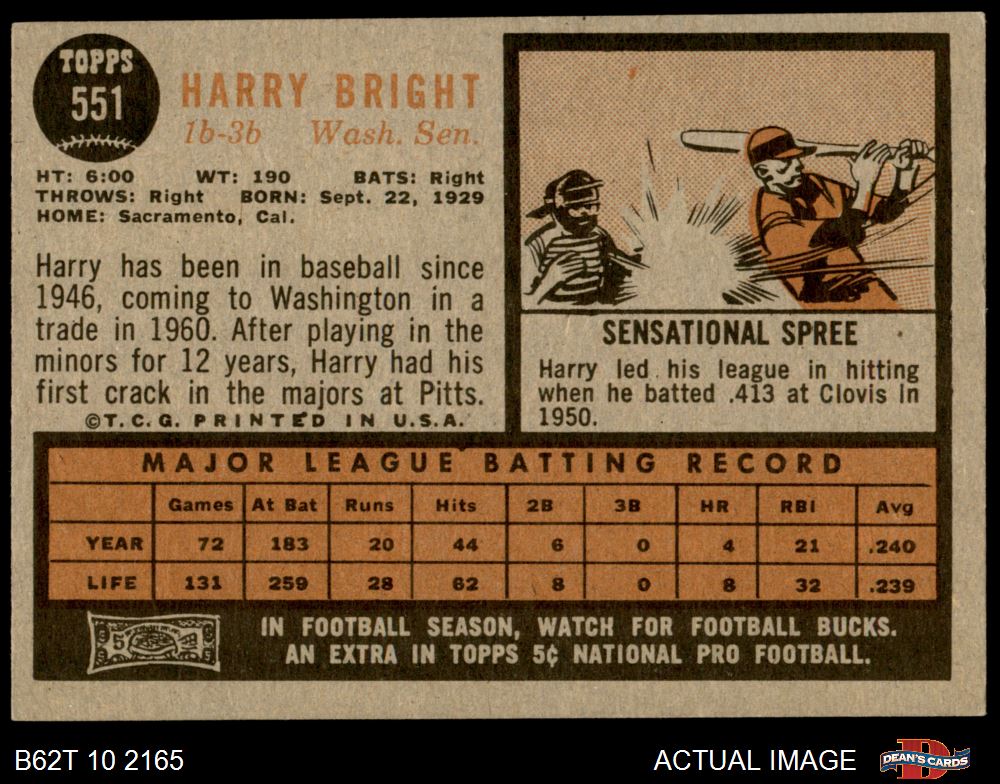 TOPPS
551
HARRY BRIGHT
1b-3b Wash. Sen.
HT: 6:00 WT: 190 BATS: Right
THROWS: Right BORN: Sept. 22, 1929
HOME: Sacramento, Cal.
Harry has been in baseball since
1946, coming to Washington in a
trade in 1960. After playing in the
minors for 12 years, Harry had his
first crack in the majors at Pitts.
©T.C.G. PRINTED IN U.S.A.
SENSATIONAL SPREE
Harry led his league in hitting
when he batted .413 at Clovis in
1950.
MAJOR LEAGUE BATTING RECORD
Games At Bat Runs Hits 2B 3B HR RBI Avg
YEAR 72 183 20 44 6 0 4 21 .240
LIFE 131 259 28 62 8 0 8 32 .239
5
IN FOOTBALL SEASON, WATCH FOR FOOTBALL BUCKS.
AN EXTRA IN TOPPS 5¢ NATIONAL PRO FOOTBALL.
B62T 10 2165
ACTUAL IMAGE
D
DEAN'S CARDS